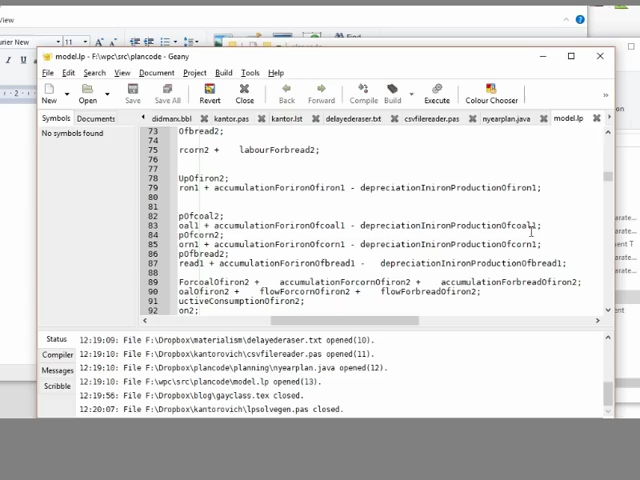 View
Find
urier New
11
2
model.lp - F:\wpc\src\plancode - Geany
File Edit Search View Document Project Build Tools Help
New Open Save Save All Revert Close Back Forward Compile Build Execute Colour Chooser
Symbols Documents didmarx.bbl kantor.pas kantor.lst delayederaser.txt csvfilereader.pas nyearplan.java model.lp
No symbols found
73 Ofbread2;
74
75 rcorn2 + labourForbread2;
76
77
78 UpOfiron2;
79 ron1 + accumulationForironOfiron1 - depreciationInironProductionOfiron1;
80
81
82 pOfcoal2;
83 oal1 + accumulationForironOfcoal1 - depreciationInironProductionOfcoal1;
84 pOfcorn2;
85 orn1 + accumulationForironOfcorn1 - depreciationInironProductionOfcorn1;
86 pOfbread2;
87 read1 + accumulationForironOfbread1 - depreciationInironProductionOfbread1;
88
89 ForcoalOfiron2 + accumulationForcornOfiron2 + accumulationForbreadOfiron2;
90 oalOfiron2 + flowForcornOfiron2 + flowForbreadOfiron2;
91 uctiveConsumptionOfiron2;
92 on2;
Status
Compiler
Messages
Scribble
12:19:09: File F:\Dropbox\materialism\delayederaser.txt opened(10).
12:19:10: File F:\Dropbox\kantorovich\csvfilereader.pas opened(11).
12:19:10: File F:\Dropbox\plancode\planning\nyearplan.java opened(12).
12:19:10: File F:\wpc\src\plancode\model.lp opened(13).
12:19:56: File F:\Dropbox\blog\gayclass.tex closed.
12:20:07: File F:\Dropbox\kantorovich\lpsolvegen.pas closed.